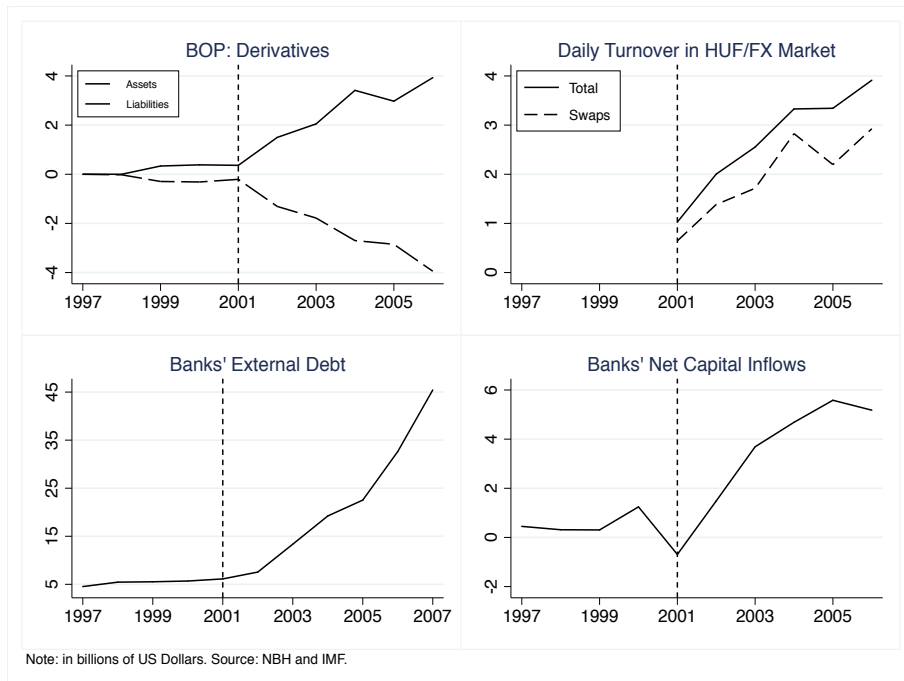 BOP: Derivatives
Assets
Liabilities
4
2
0
-2
-4
1997 1999 2001 2003 2005
Daily Turnover in HUF/FX Market
Total
Swaps
4
3
2
1
0
1997 1999 2001 2003 2005
Banks' External Debt
45
35
25
15
5
1997 1999 2001 2003 2005 2007
Banks' Net Capital Inflows
6
4
2
0
-2
1997 1999 2001 2003 2005
Note: in billions of US Dollars. Source: NBH and IMF.